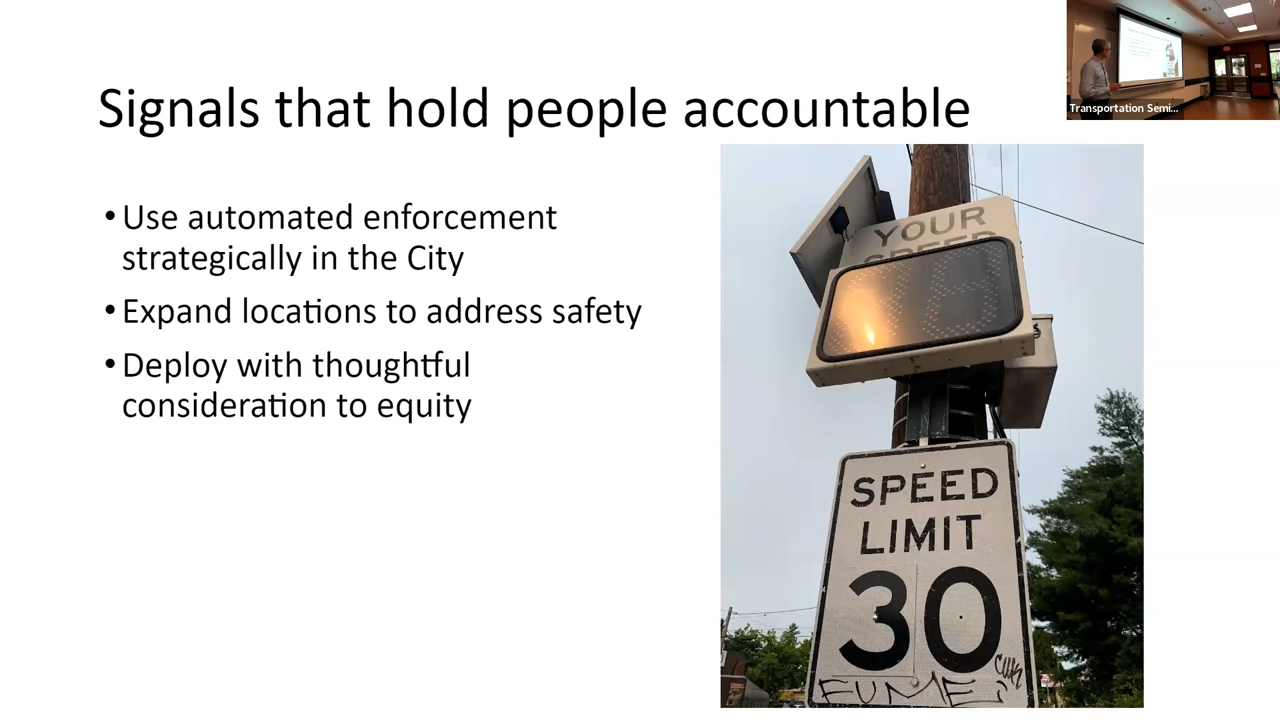 Signals that hold people accountable
Transportation Semi...
• Use automated enforcement
strategically in the City
• Expand locations to address safety
• Deploy with thoughtful
consideration to equity
YOUR
SPEED
SPEED
LIMIT
30
FUME